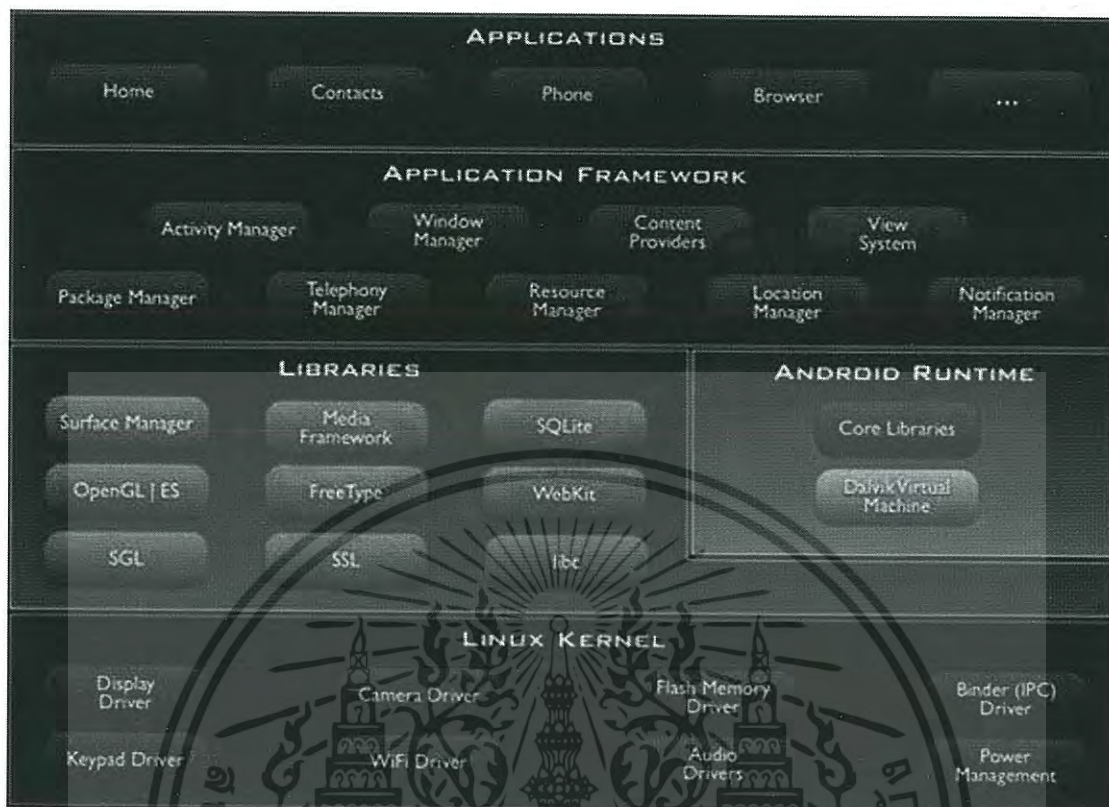 APPLICATIONS
Home
Contacts
Phone
Browser
...
APPLICATION FRAMEWORK
Activity Manager
Window
Manager
Content
Providers
View
System
Package Manager
Telephony
Manager
Resource
Manager
Location
Manager
Notification
Manager
LIBRARIES
Surface Manager
Media
Framework
SQLite
OpenGL | ES
FreeType
WebKit
SGL
SSL
libc
ANDROID RUNTIME
Core Libraries
Dalvik Virtual
Machine
LINUX KERNEL
Display
Driver
Camera Driver
Flash Memory
Driver
Binder (IPC)
Driver
Keypad Driver
WiFi Driver
Audio
Drivers
Power
Management